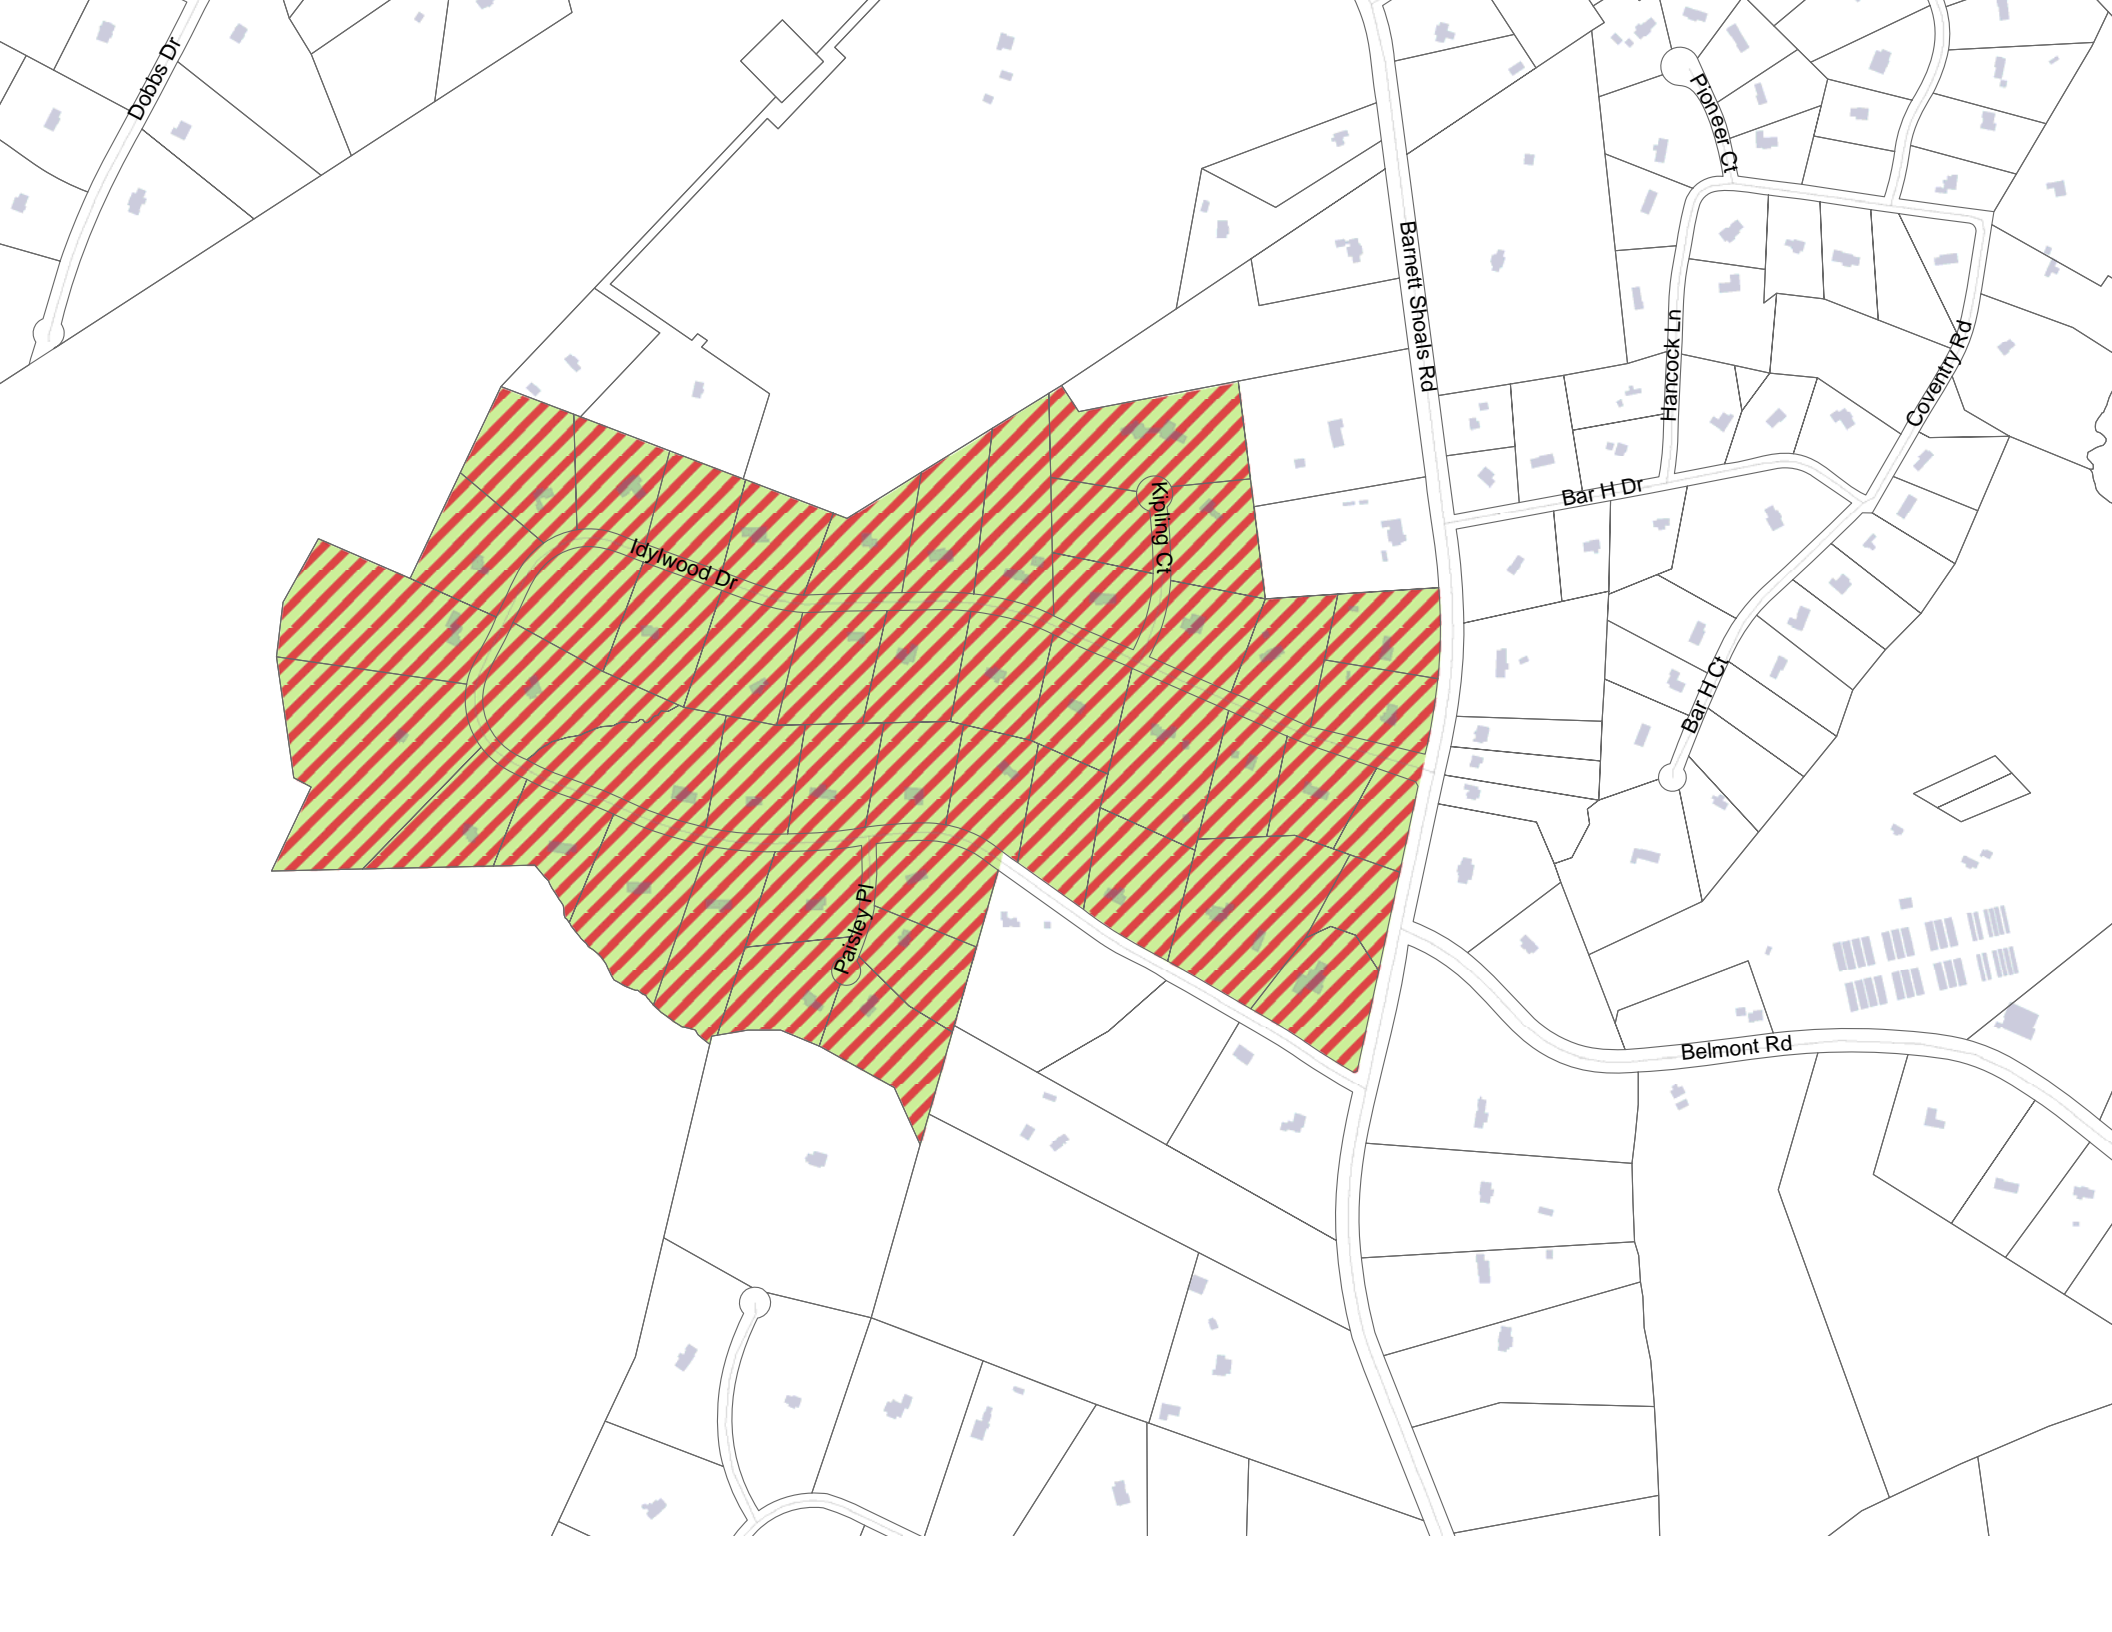 Dobbs Dr
Pioneer Ct
Barnett Shoals Rd
Hancock Ln
Coventry Rd
Kipling Ct
Bar H Dr
Idylwood Dr
Bar H Ct
Paisley Pl
Belmont Rd